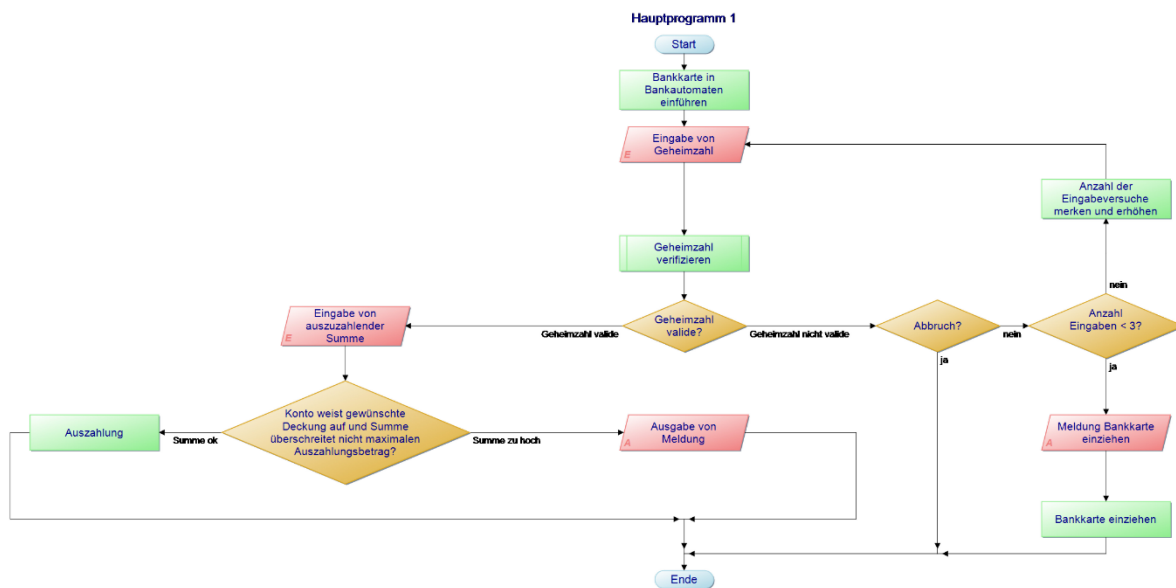 Hauptprogramm 1
Start
Bankkarte in
Bankautomaten
einführen
Eingabe von
Geheimzahl
E
Anzahl der
Eingabeversuche
merken und erhöhen
Geheimzahl
verifizieren
nein
Eingabe von
auszuzahlender
Summe
E
Geheimzahl valide
Geheimzahl
valide?
Geheimzahl nicht valide
Abbruch?
nein
Anzahl
Eingaben < 3?
ja
ja
Auszahlung
Summe ok
Konto weist gewünschte
Deckung auf und Summe
überschreitet nicht maximalen
Auszahlungsbetrag?
Summe zu hoch
Ausgabe von
Meldung
A
Meldung Bankkarte
einziehen
A
Bankkarte einziehen
Ende